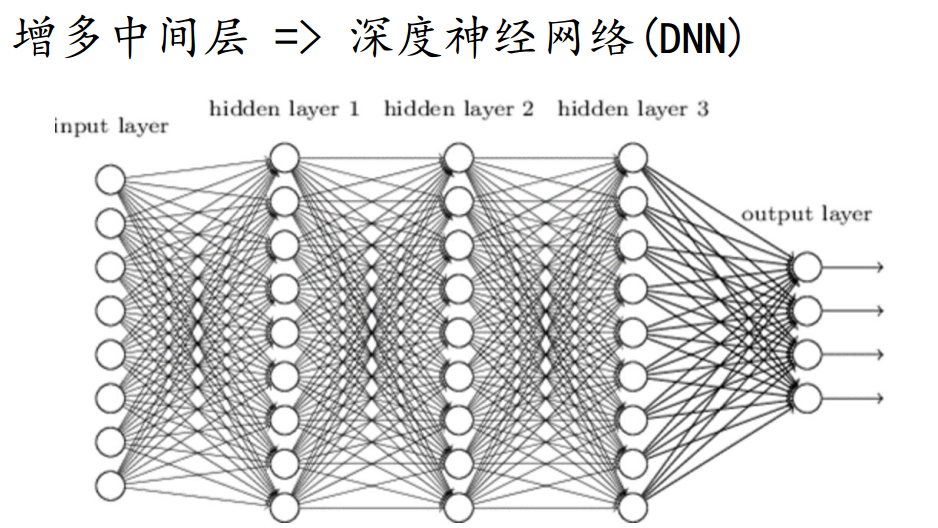 增多中间层 => 深度神经网络(DNN)
hidden layer 1 hidden layer 2 hidden layer 3
input layer
output layer